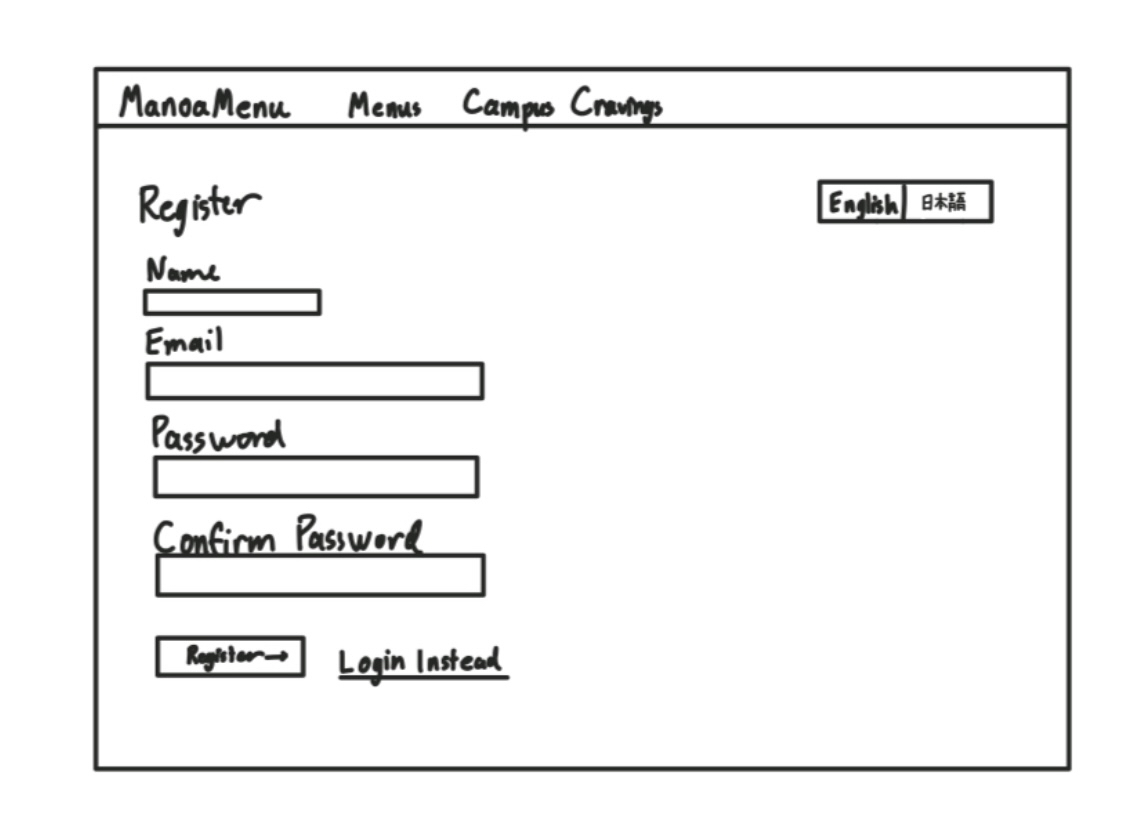 ManoaMenu Menus Campus Cravings
Register
English 日本語
Name
Email
Password
Confirm Password
Register→ Login Instead